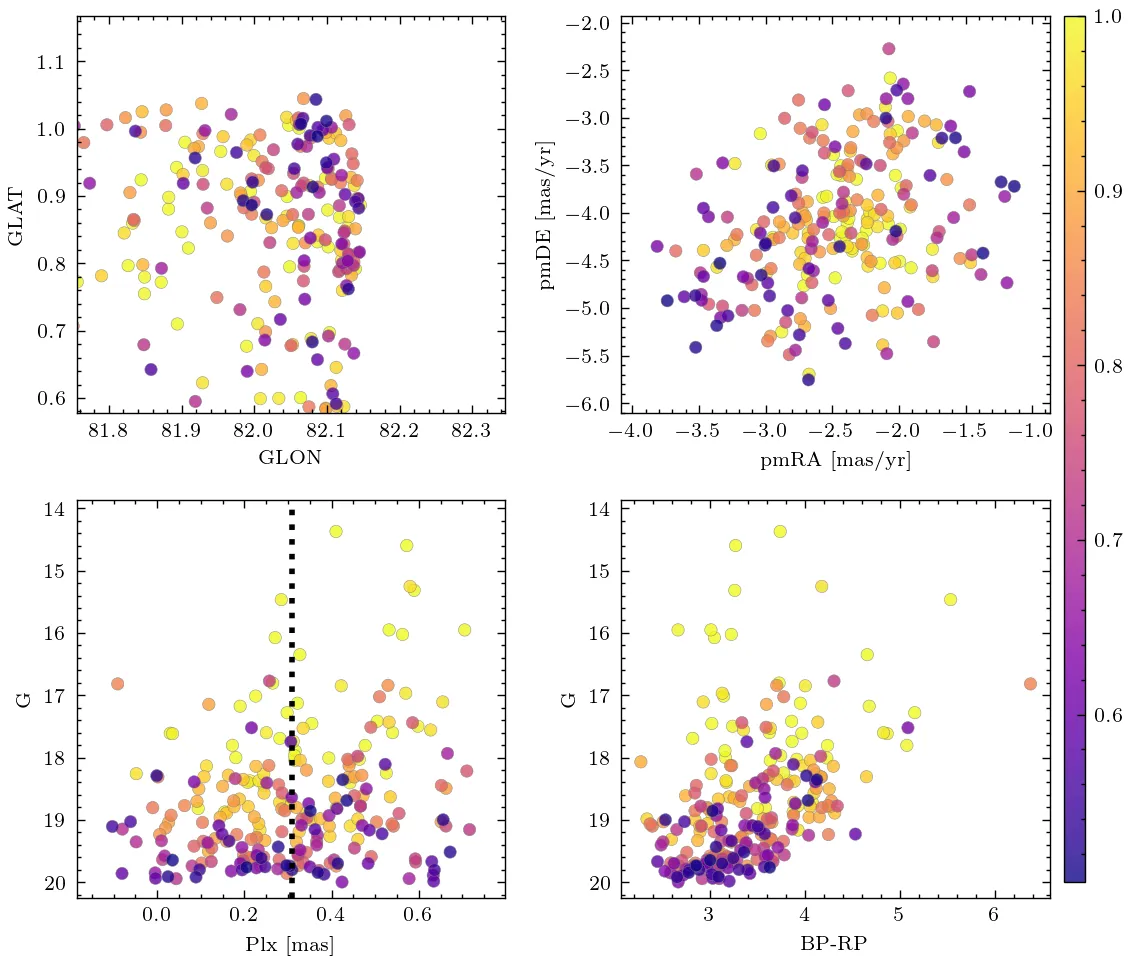 1.1
1.0
0.9
0.8
0.7
0.6
GLAT
81.8 81.9 82.0 82.1 82.2 82.3
GLON
−2.0
−2.5
−3.0
−3.5
−4.0
−4.5
−5.0
−5.5
−6.0
pmDE [mas/yr]
−4.0 −3.5 −3.0 −2.5 −2.0 −1.5 −1.0
pmRA [mas/yr]
1.0
0.9
0.8
0.7
0.6
14
15
16
17
18
19
20
G
0.0 0.2 0.4 0.6
Plx [mas]
14
15
16
17
18
19
20
G
3 4 5 6
BP-RP